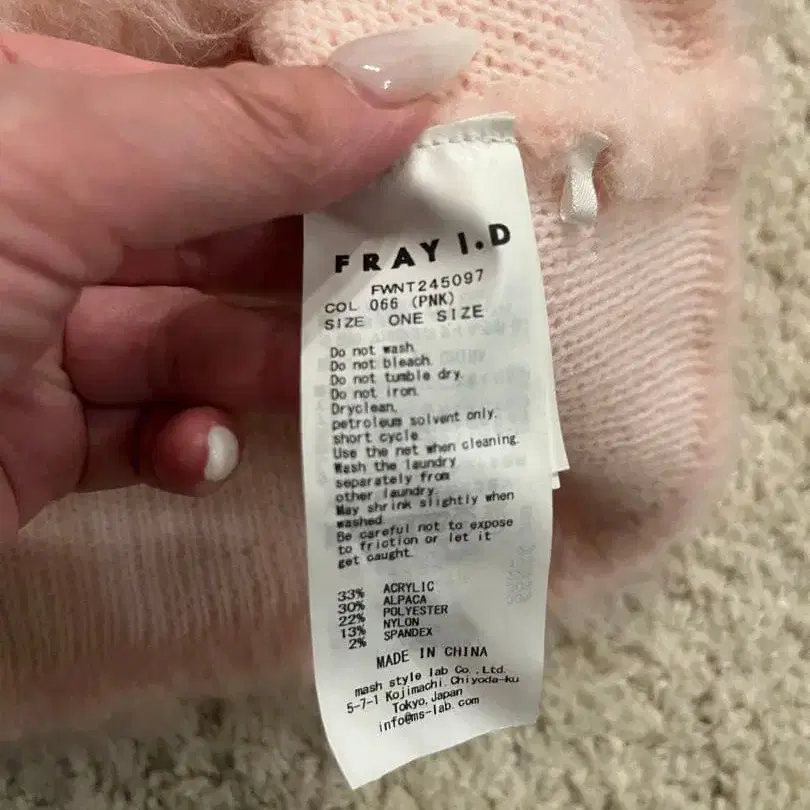 FRAY I.D
FWNT245097
COL 066 (PNK)
SIZE ONE SIZE
Do not wash.
Do not bleach.
Do not tumble dry.
Do not iron.
Dryclean,
petroleum solvent only.
short cycle.
Use the net when cleaning.
Wash the laundry
separately from
other laundry.
May shrink slightly when
washed.
Be careful not to expose
to friction or let it
get caught.
33% ACRYLIC
30% ALPACA
22% POLYESTER
13% NYLON
2% SPANDEX
MADE IN CHINA
mash style lab Co.,Ltd.
5-7-1 Kojimachi,Chiyoda-ku
Tokyo,Japan
info@ms-lab.com